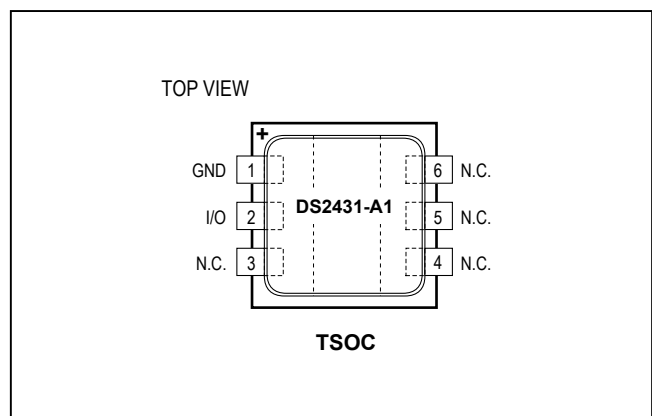 TOP VIEW
+
GND 1 6 N.C.
I/O 2 DS2431-A1 5 N.C.
N.C. 3 4 N.C.
TSOC